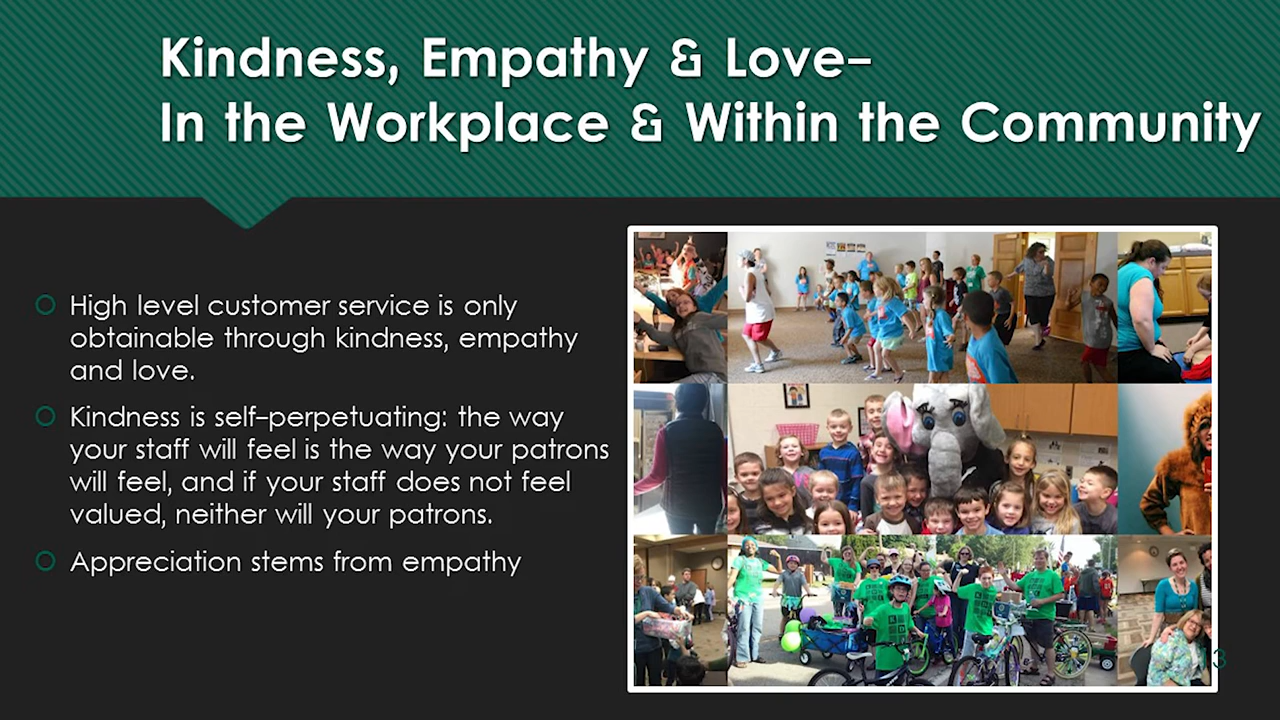 Kindness, Empathy & Love–
In the Workplace & Within the Community
High level customer service is only
obtainable through kindness, empathy
and love.
Kindness is self–perpetuating: the way
your staff will feel is the way your patrons
will feel, and if your staff does not feel
valued, neither will your patrons.
Appreciation stems from empathy
13